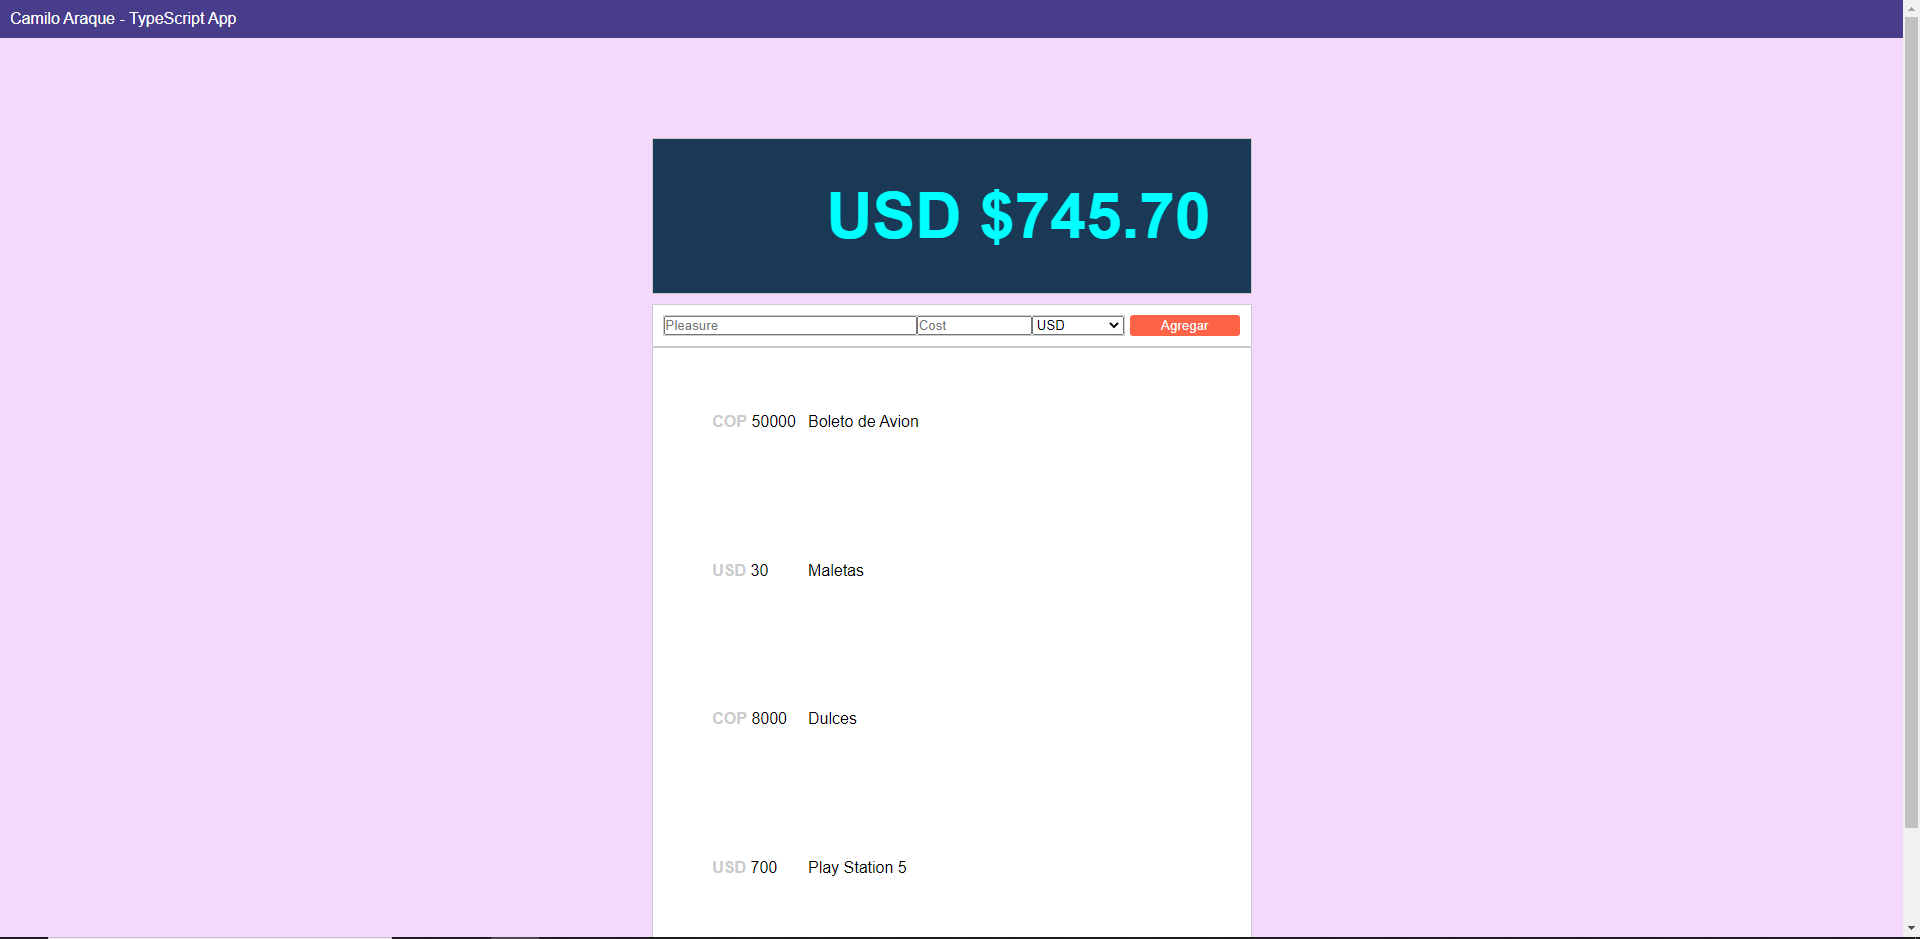 Camilo Araque - TypeScript App
USD $745.70
Pleasure Cost USD Agregar
COP 50000 Boleto de Avion
USD 30 Maletas
COP 8000 Dulces
USD 700 Play Station 5